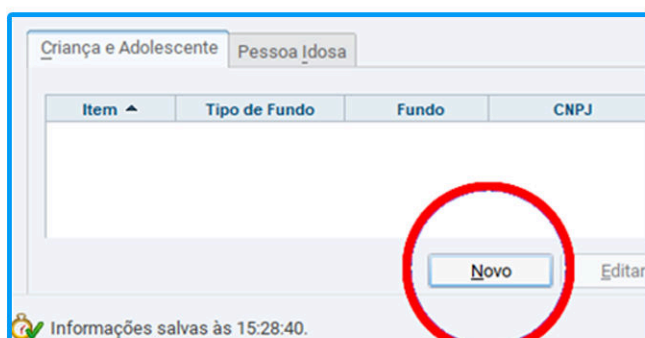 Criança e Adolescente Pessoa Idosa
Item Tipo de Fundo Fundo CNPJ
Novo Editar
Informações salvas às 15:28:40.